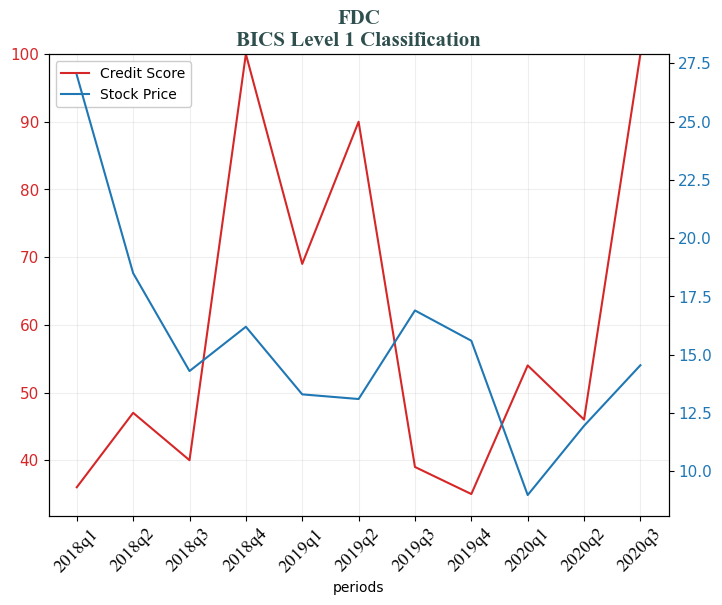 FDC
BICS Level 1 Classification
Credit Score
Stock Price
100
90
80
70
60
50
40
27.5
25.0
22.5
20.0
17.5
15.0
12.5
10.0
2018q1
2018q2
2018q3
2018q4
2019q1
2019q2
2019q3
2019q4
2020q1
2020q2
2020q3
periods